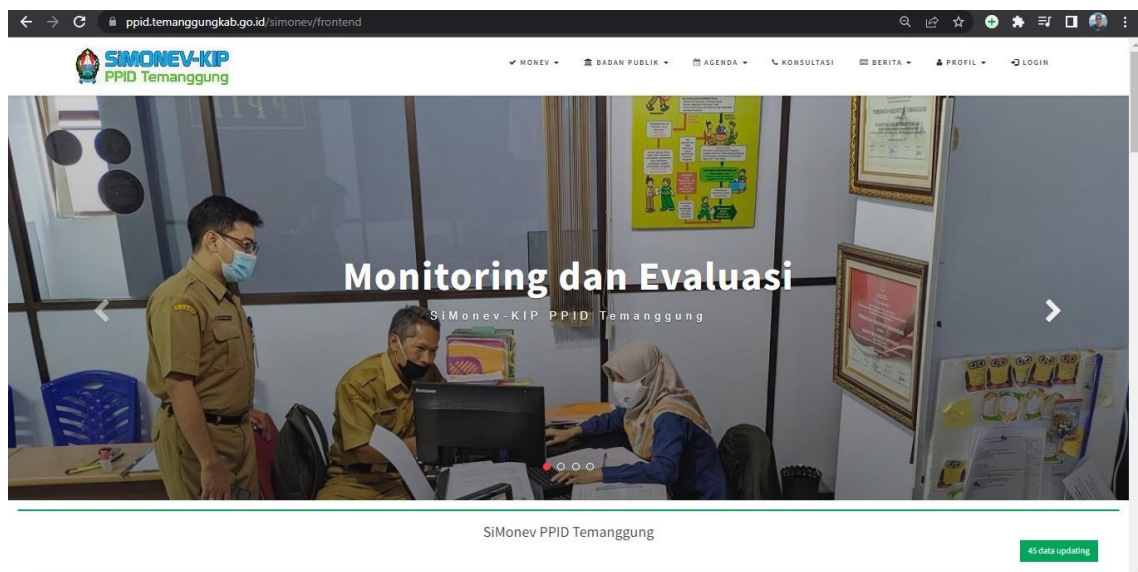 ppid.temanggungkab.go.id/simonev/frontend
SiMONEV-KIP
PPID Temanggung
MONEV
BADAN PUBLIK
AGENDA
KONSULTASI
BERITA
PROFIL
LOGIN
Monitoring dan Evaluasi
SiMonev-KIP PPID Temanggung
SiMonev PPID Temanggung
45 data updating